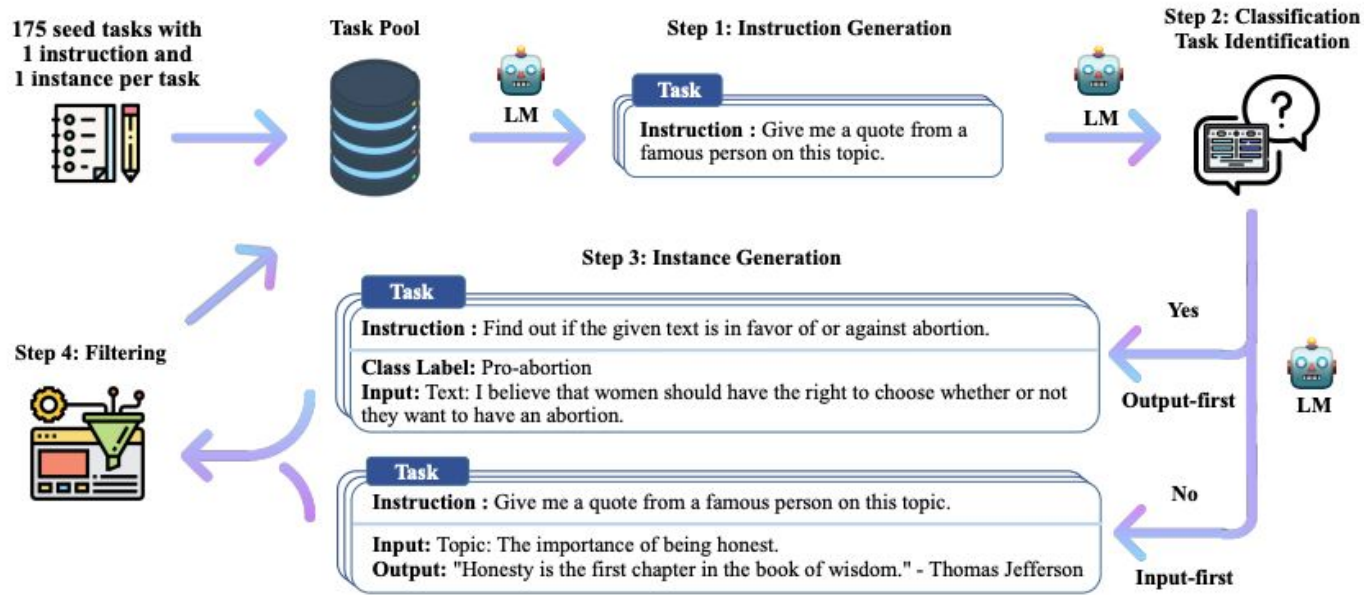 175 seed tasks with
1 instruction and
1 instance per task
Task Pool
LM
Step 1: Instruction Generation
Task
Instruction : Give me a quote from a
famous person on this topic.
LM
Step 2: Classification
Task Identification
Step 3: Instance Generation
Task
Instruction : Find out if the given text is in favor of or against abortion.
Class Label: Pro-abortion
Input: Text: I believe that women should have the right to choose whether or not
they want to have an abortion.
Yes
Output-first
LM
Task
Instruction : Give me a quote from a famous person on this topic.
Input: Topic: The importance of being honest.
Output: "Honesty is the first chapter in the book of wisdom." - Thomas Jefferson
No
Input-first
Step 4: Filtering